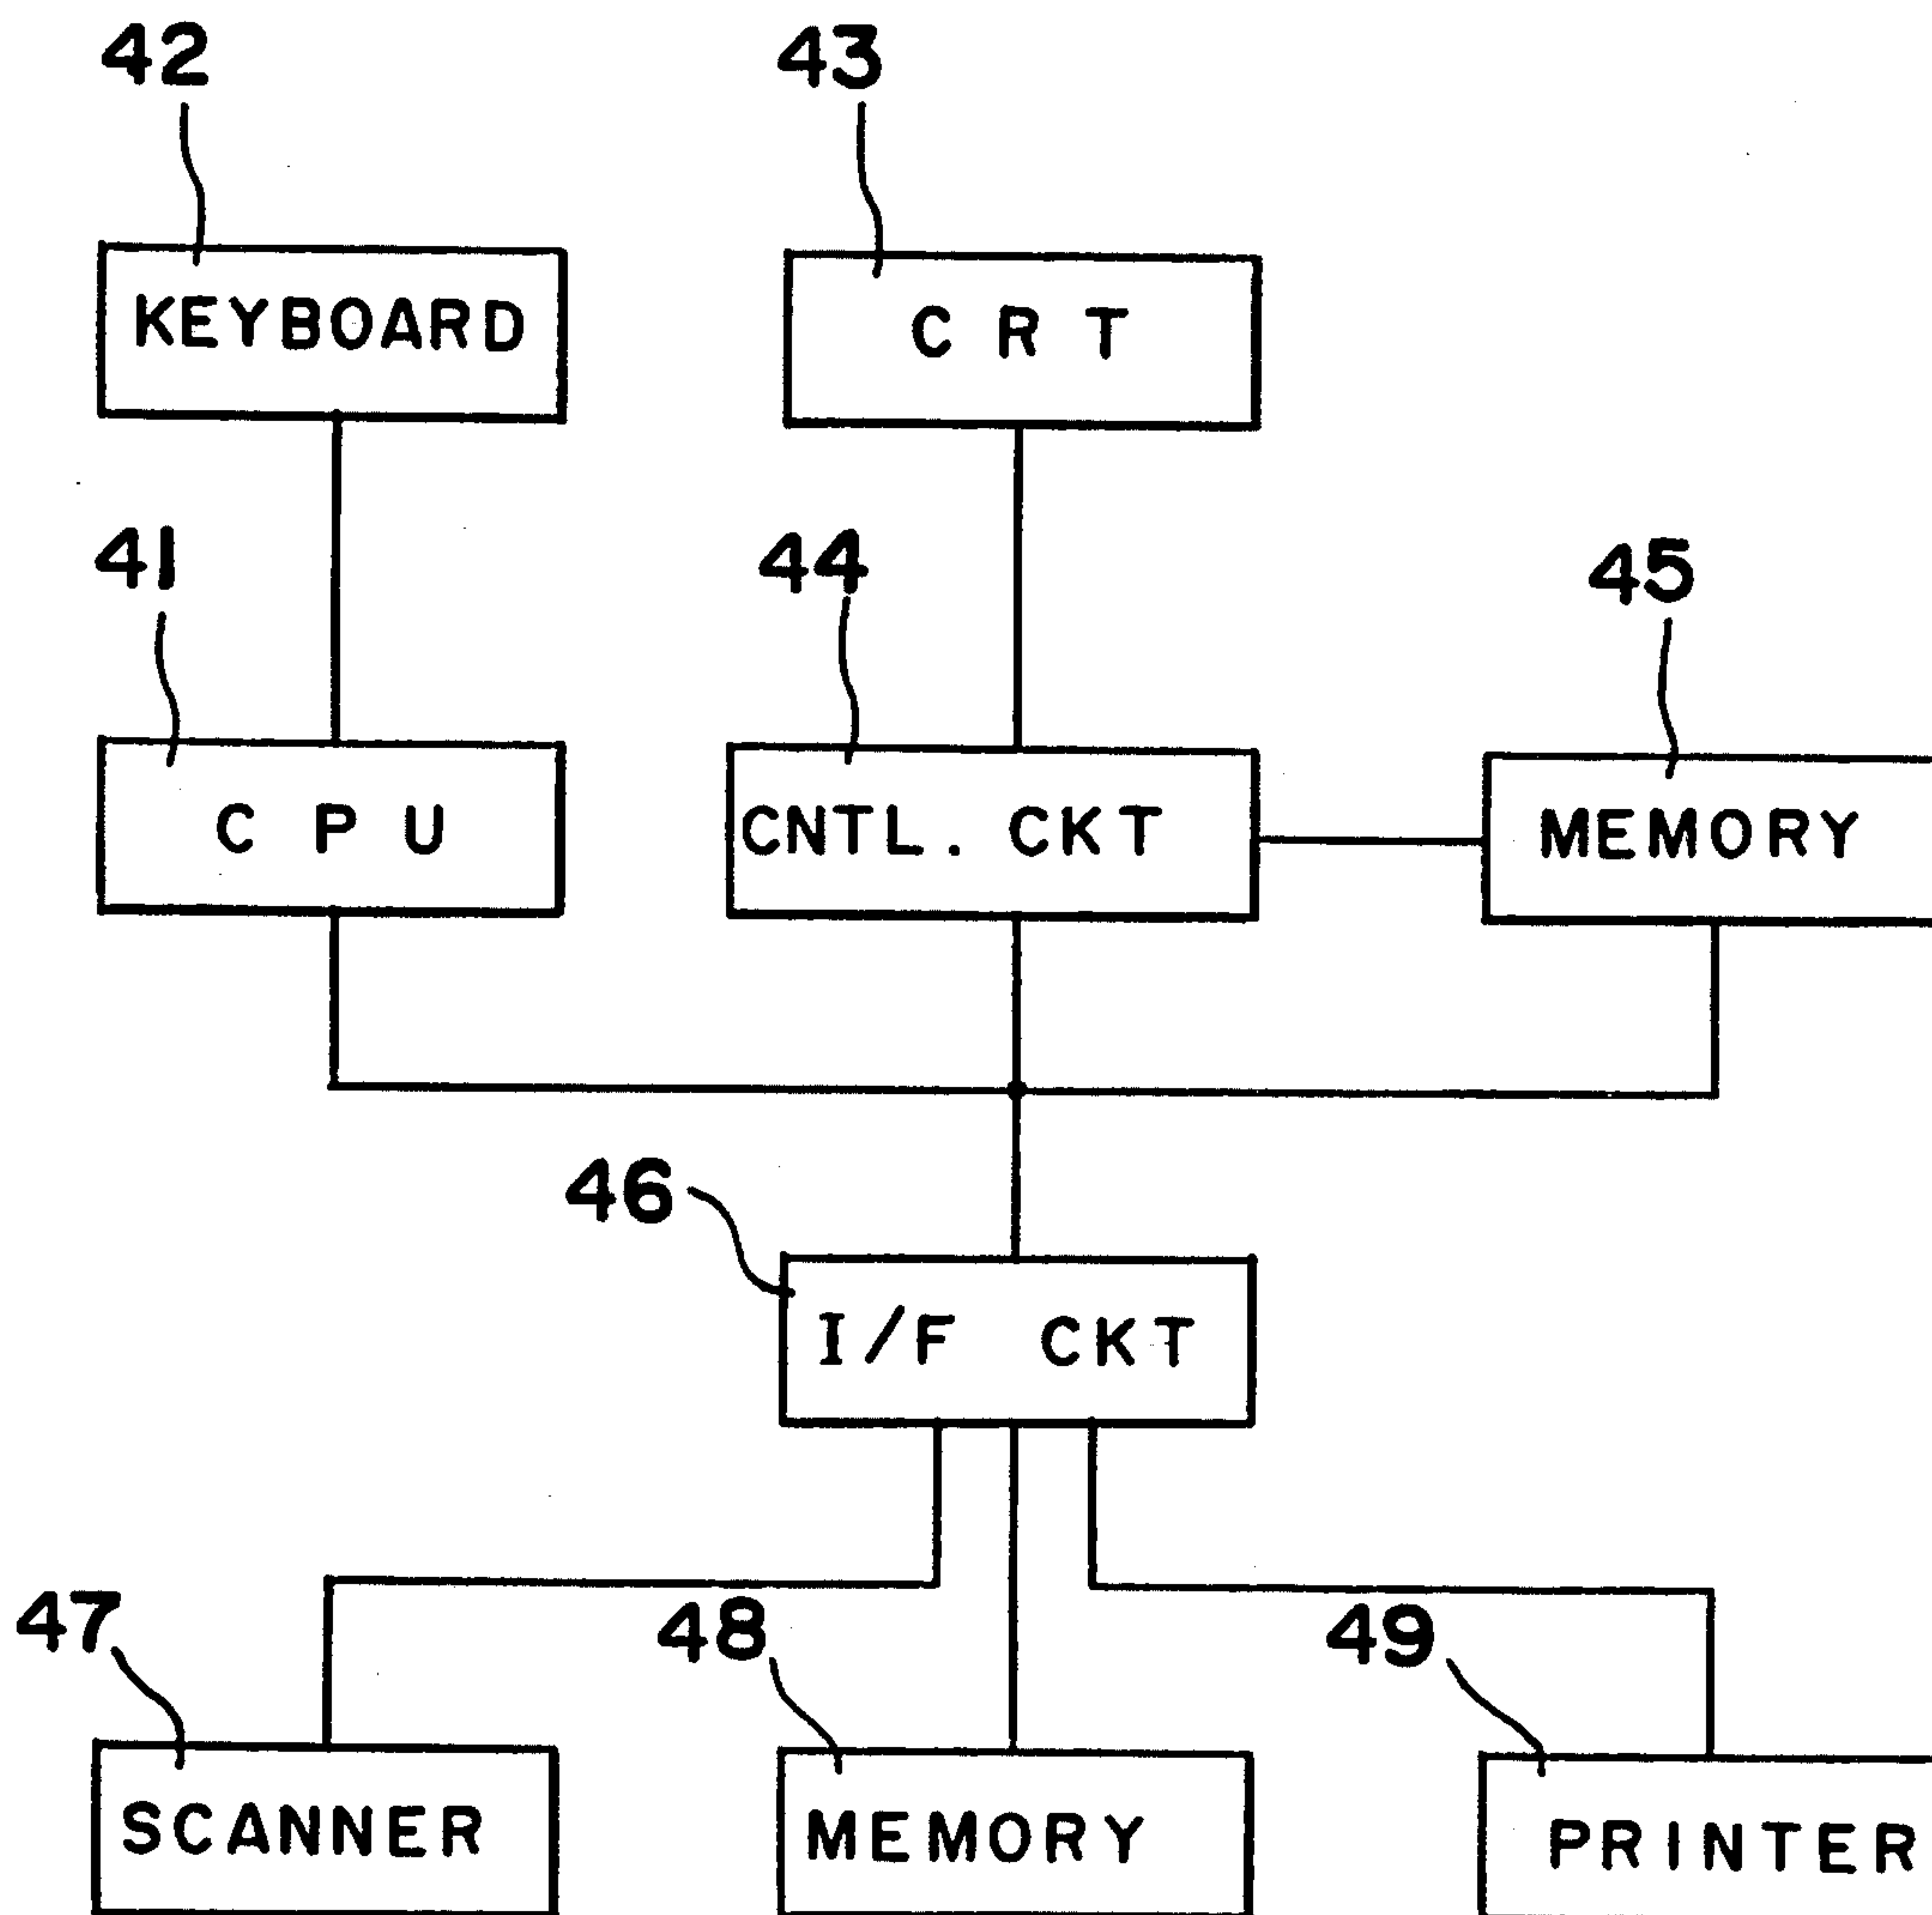 42
43
KEYBOARD
C R T
41
44
45
C P U
CNTL. CKT
MEMORY
46
I/F CKT
47
48
49
SCANNER
MEMORY
PRINTER